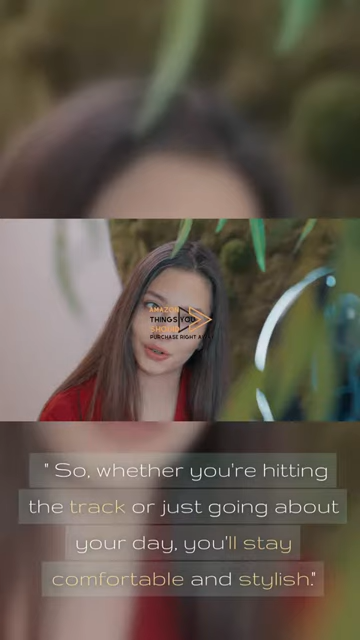 AMAZON
THINGS YOU
SHOULD
PURCHASE RIGHT
" So, whether you're hitting
the track or just going about
your day, you'll stay
comfortable and stylish."